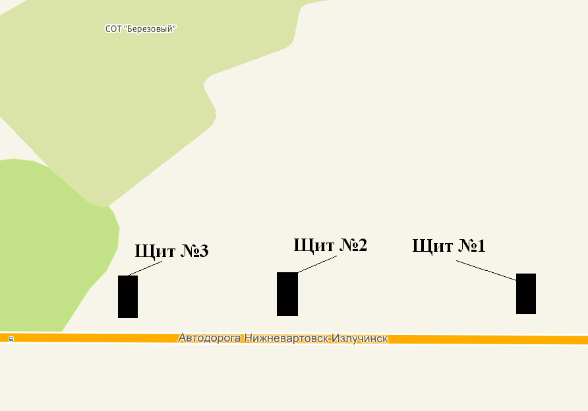 СОТ "Березовый"
Щит №3
Щит №2
Щит №1
Автодорога Нижневартовск-Излучинск